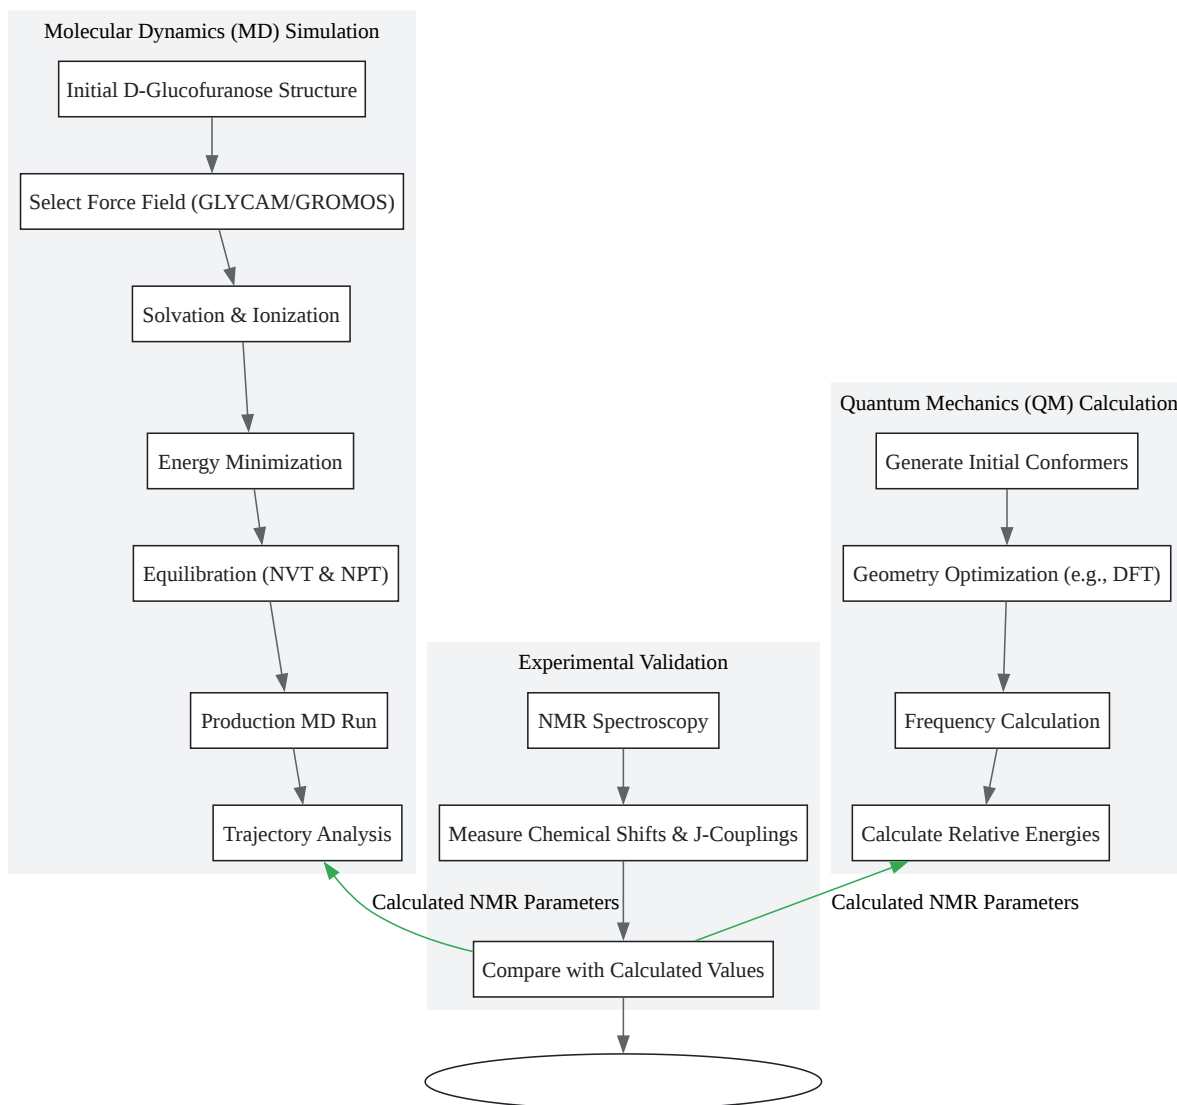 Molecular Dynamics (MD) Simulation
Initial D-Glucofuranose Structure
Select Force Field (GLYCAM/GROMOS)
Solvation & Ionization
Energy Minimization
Equilibration (NVT & NPT)
Production MD Run
Trajectory Analysis
Experimental Validation
NMR Spectroscopy
Measure Chemical Shifts & J-Couplings
Compare with Calculated Values
Quantum Mechanics (QM) Calculation
Generate Initial Conformers
Geometry Optimization (e.g., DFT)
Frequency Calculation
Calculate Relative Energies
Calculated NMR Parameters
Calculated NMR Parameters